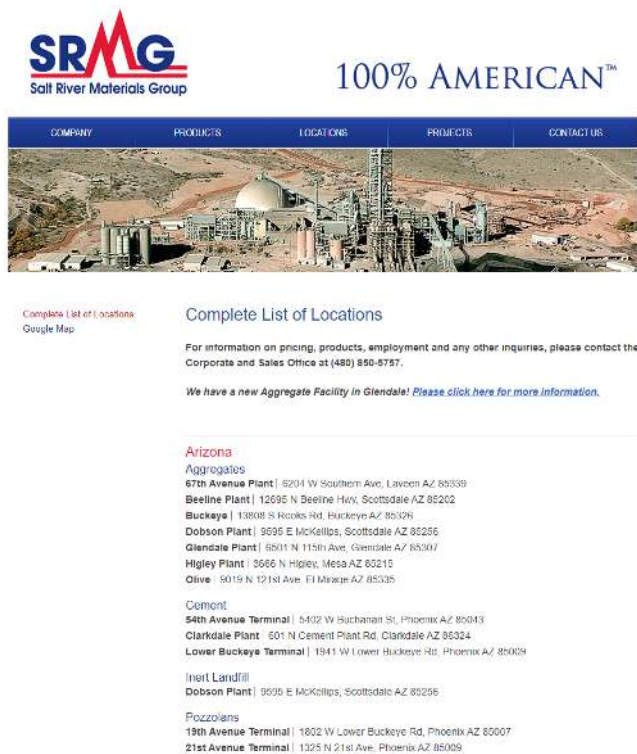 SRMG
Salt River Materials Group
100% AMERICAN™
COMPANY PRODUCTS LOCATIONS PROJECTS CONTACT US
Complete List of Locations
Google Map
Complete List of Locations
For information on pricing, products, employment and any other inquiries, please contact the
Corporate and Sales Office at (480) 850-5757.
We have a new Aggregate Facility in Glendale! Please click here for more information.
Arizona
Aggregates
67th Avenue Plant | 6204 W Southern Ave, Laveen AZ 85339
Beeline Plant | 12695 N Beeline Hwy, Scottsdale AZ 85202
Buckeye | 13808 S Rooks Rd, Buckeye AZ 85326
Dobson Plant | 9595 E McKellips, Scottsdale AZ 85256
Glendale Plant | 6501 N 115th Ave, Glendale AZ 85307
Higley Plant | 3666 N Higley, Mesa AZ 85215
Olive | 9019 N 121st Ave, El Mirage AZ 85335
Cement
54th Avenue Terminal | 5402 W Buchanan St, Phoenix AZ 85043
Clarkdale Plant | 601 N Cement Plant Rd, Clarkdale AZ 86324
Lower Buckeye Terminal | 1941 W Lower Buckeye Rd, Phoenix AZ 85009
Inert Landfill
Dobson Plant | 9595 E McKellips, Scottsdale AZ 85256
Pozzolans
19th Avenue Terminal | 1802 W Lower Buckeye Rd, Phoenix AZ 85007
21st Avenue Terminal | 1325 N 21st Ave, Phoenix AZ 85009